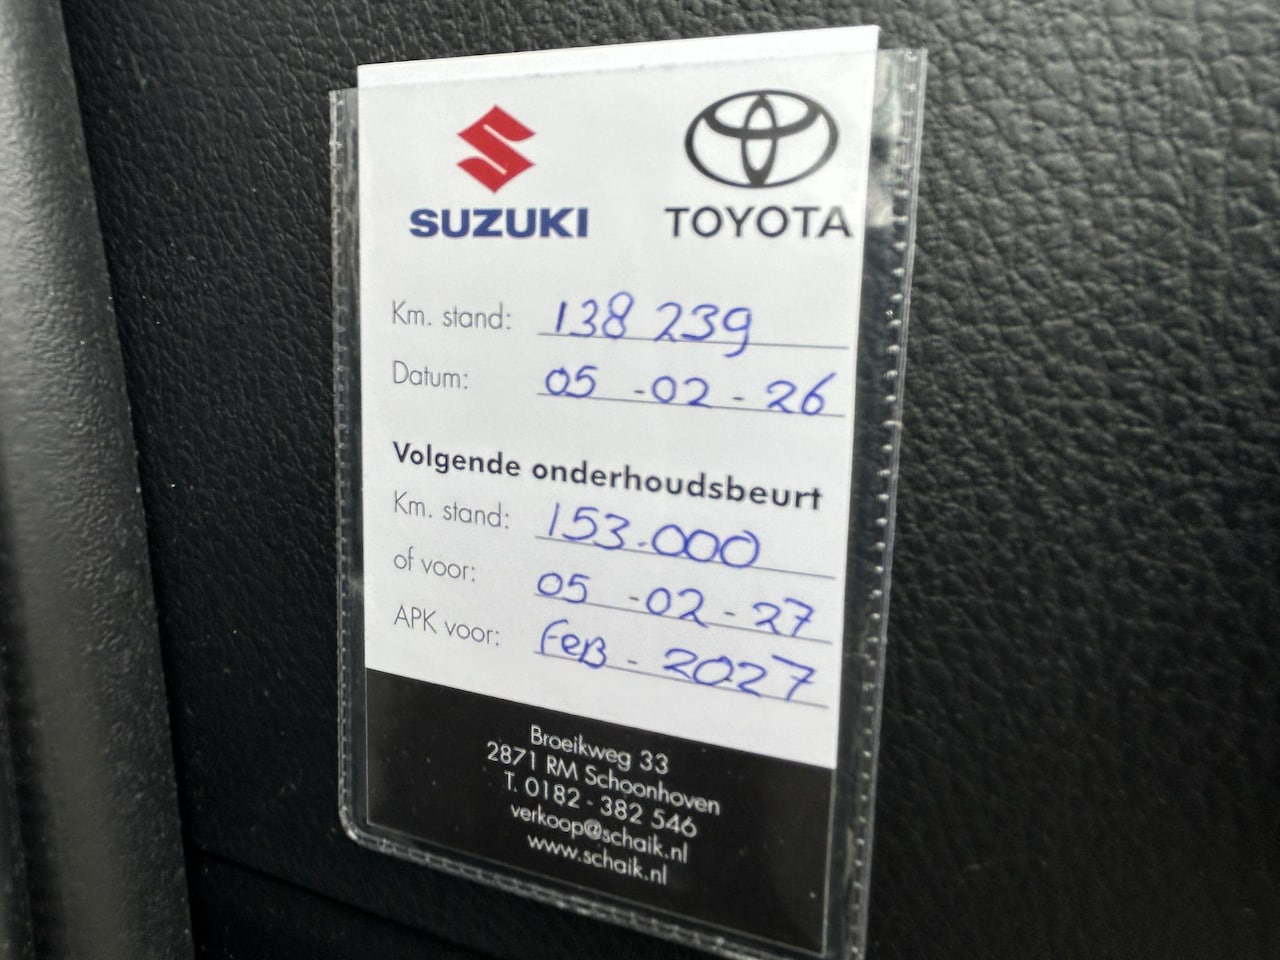 SUZUKI TOYOTA
Km. stand: 138 239
Datum: 05 -02 - 26
Volgende onderhoudsbeurt
Km. stand: 153.000
of voor: 05 -02 - 27
APK voor: FeB - 2027
Broeikweg 33
2871 RM Schoonhoven
T. 0182 - 382 546
verkoop@schaik.nl
www.schaik.nl